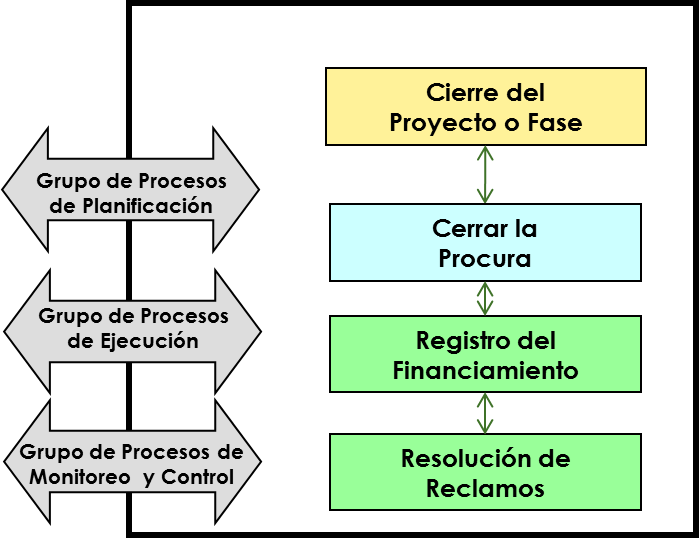 Cierre del
Proyecto o Fase
Grupo de Procesos
de Planificación
Cerrar la
Procura
Grupo de Procesos
de Ejecución
Registro del
Financiamiento
Grupo de Procesos de
Monitoreo y Control
Resolución de
Reclamos